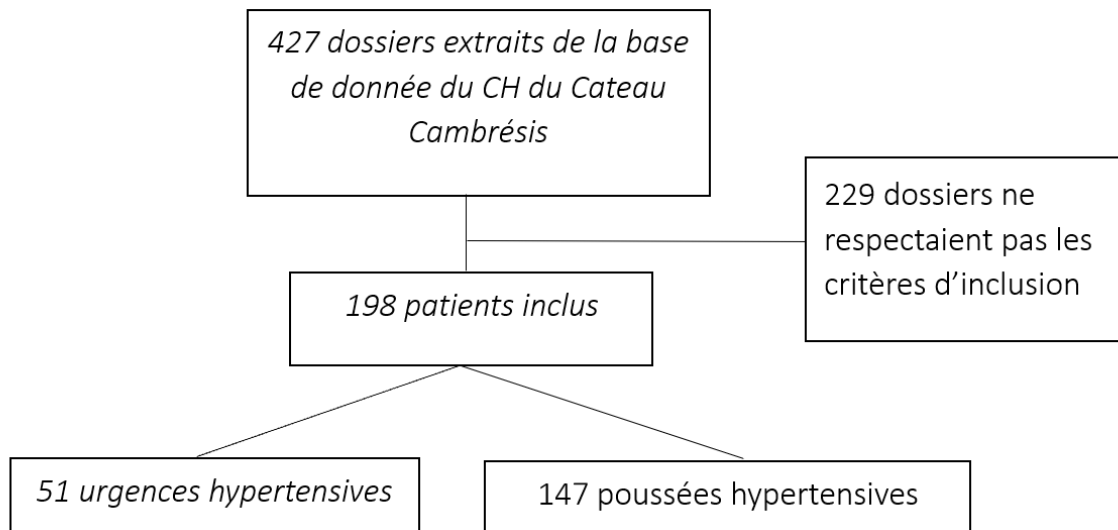 427 dossiers extraits de la base
de donnée du CH du Cateau
Cambrésis
229 dossiers ne
respectaient pas les
critères d'inclusion
198 patients inclus
51 urgences hypertensives
147 poussées hypertensives